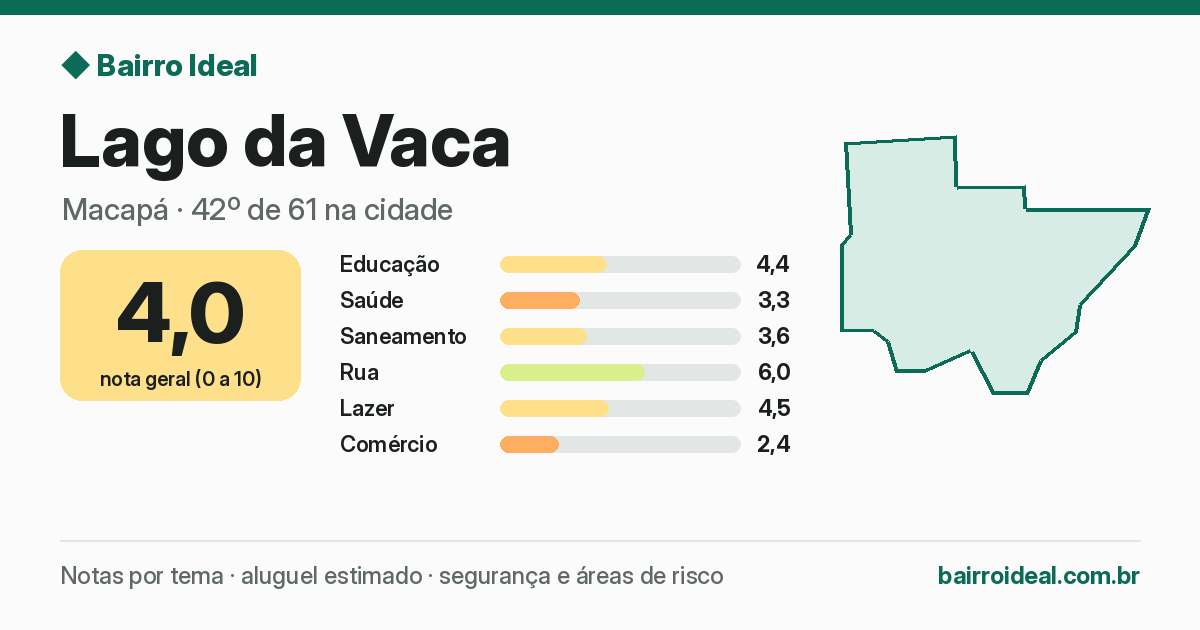 Bairro Ideal
Lago da Vaca
Macapá · 42º de 61 na cidade
4,0
nota geral (0 a 10)
Educação 4,4
Saúde 3,3
Saneamento 3,6
Rua 6,0
Lazer 4,5
Comércio 2,4
Notas por tema · aluguel estimado · segurança e áreas de risco
bairroideal.com.br